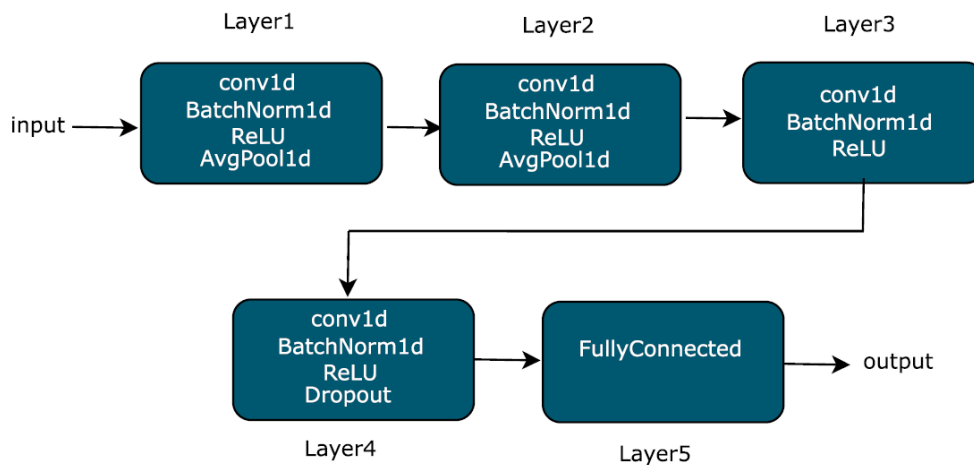 Layer1
Layer2
Layer3
input
conv1d
BatchNorm1d
ReLU
AvgPool1d
conv1d
BatchNorm1d
ReLU
AvgPool1d
conv1d
BatchNorm1d
ReLU
conv1d
BatchNorm1d
ReLU
Dropout
FullyConnected
output
Layer4
Layer5